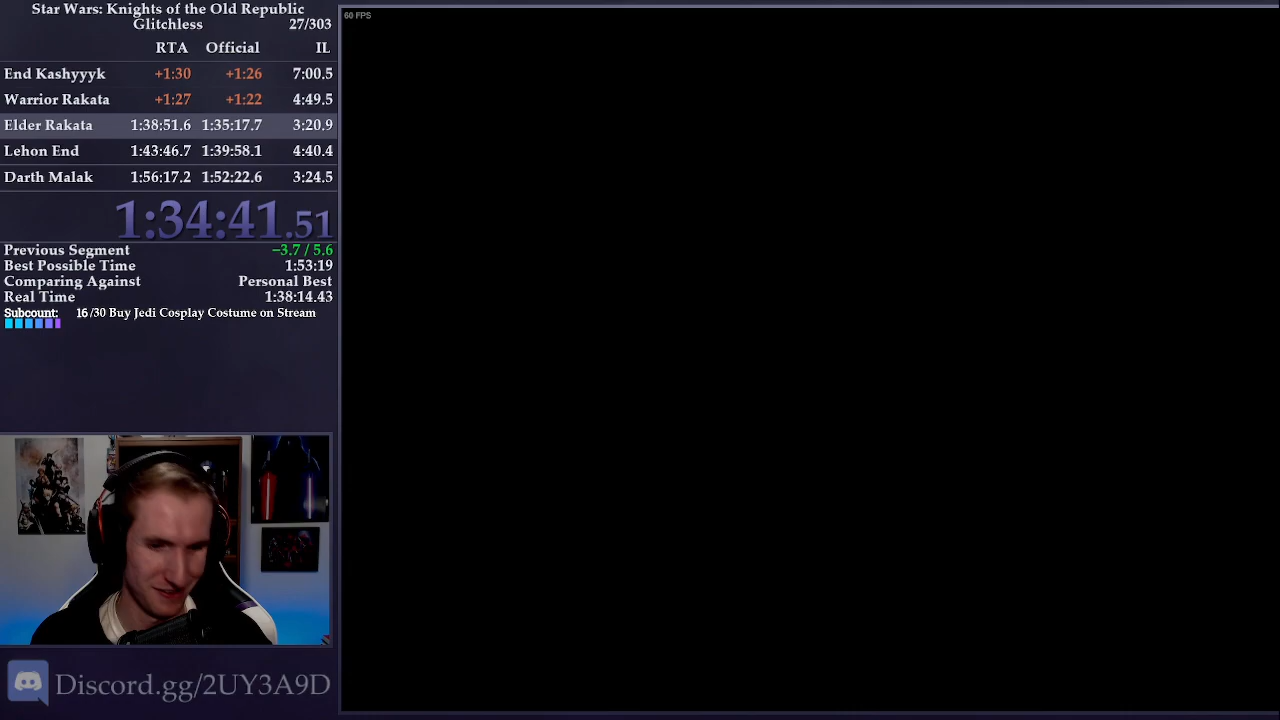 Star Wars: Knights of the Old Republic
Glitchless 27/303
RTA Official IL
End Kashyyyk +1:30 +1:26 7:00.5
Warrior Rakata +1:27 +1:22 4:49.5
Elder Rakata 1:38:51.6 1:35:17.7 3:20.9
Lehon End 1:43:46.7 1:39:58.1 4:40.4
Darth Malak 1:56:17.2 1:52:22.6 3:24.5
1:34:41.51
Previous Segment −3.7 / 5.6
Best Possible Time 1:53:19
Comparing Against Personal Best
Real Time 1:38:14.43
Subcount: 16/30 Buy Jedi Cosplay Costume on Stream
Discord.gg/2UY3A9D
60 FPS